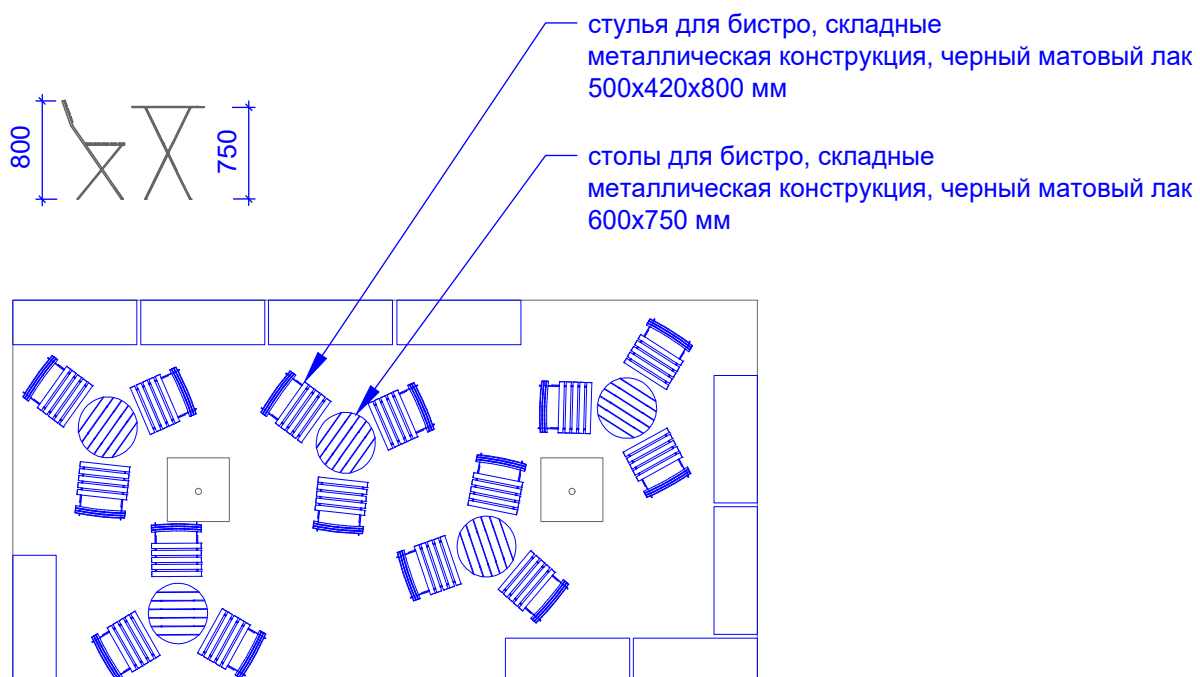 стулья для бистро, складные
металлическая конструкция, черный матовый лак
500х420х800 мм
800
750
столы для бистро, складные
металлическая конструкция, черный матовый лак
600х750 мм